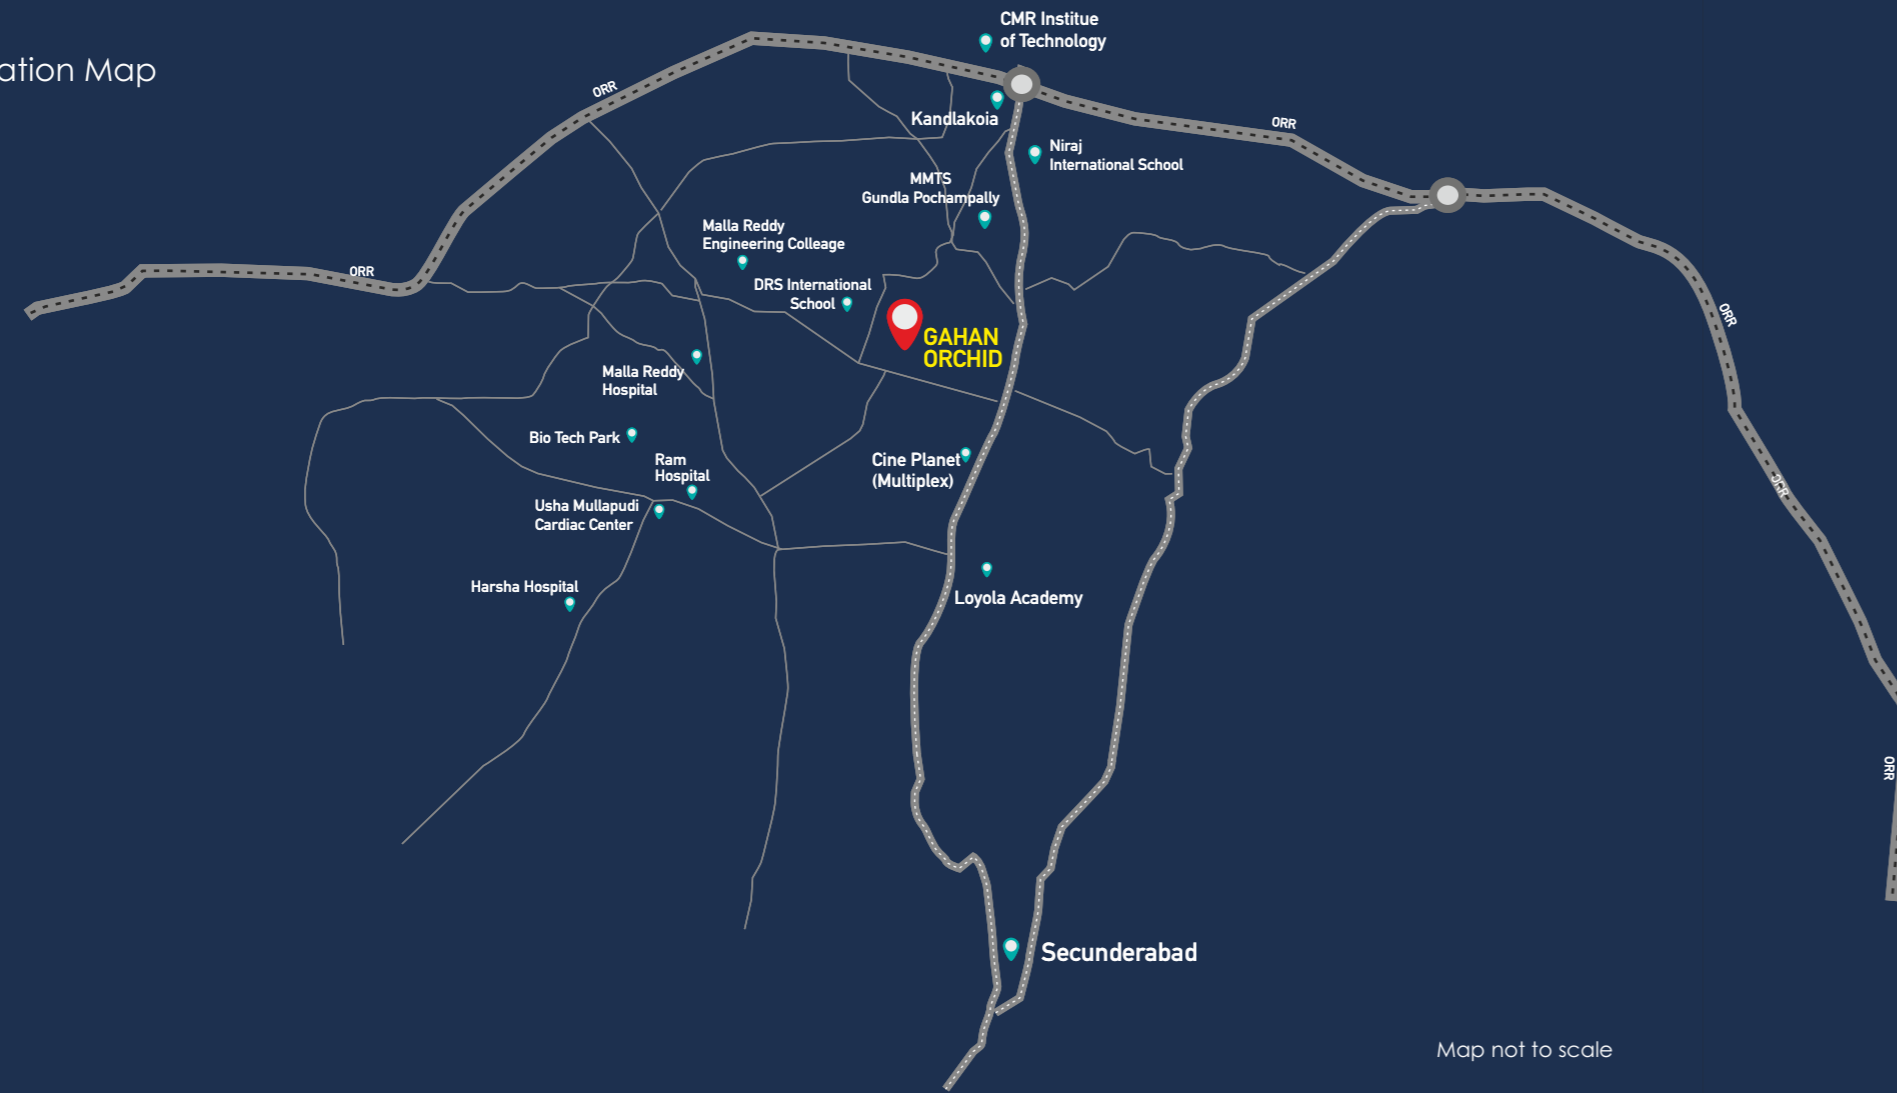 ation Map
CMR Institue
of Technology
ORR
Kandlakoia
ORR
Niraj
International School
MMTS
Gundla Pochampally
Malla Reddy
Engineering Colleage
ORR
DRS International
School
GAHAN
ORCHID
ORR
Malla Reddy
Hospital
Bio Tech Park
Ram
Hospital
Cine Planet
(Multiplex)
ORR
Usha Mullapudi
Cardiac Center
Harsha Hospital
Loyola Academy
ORR
Secunderabad
Map not to scale